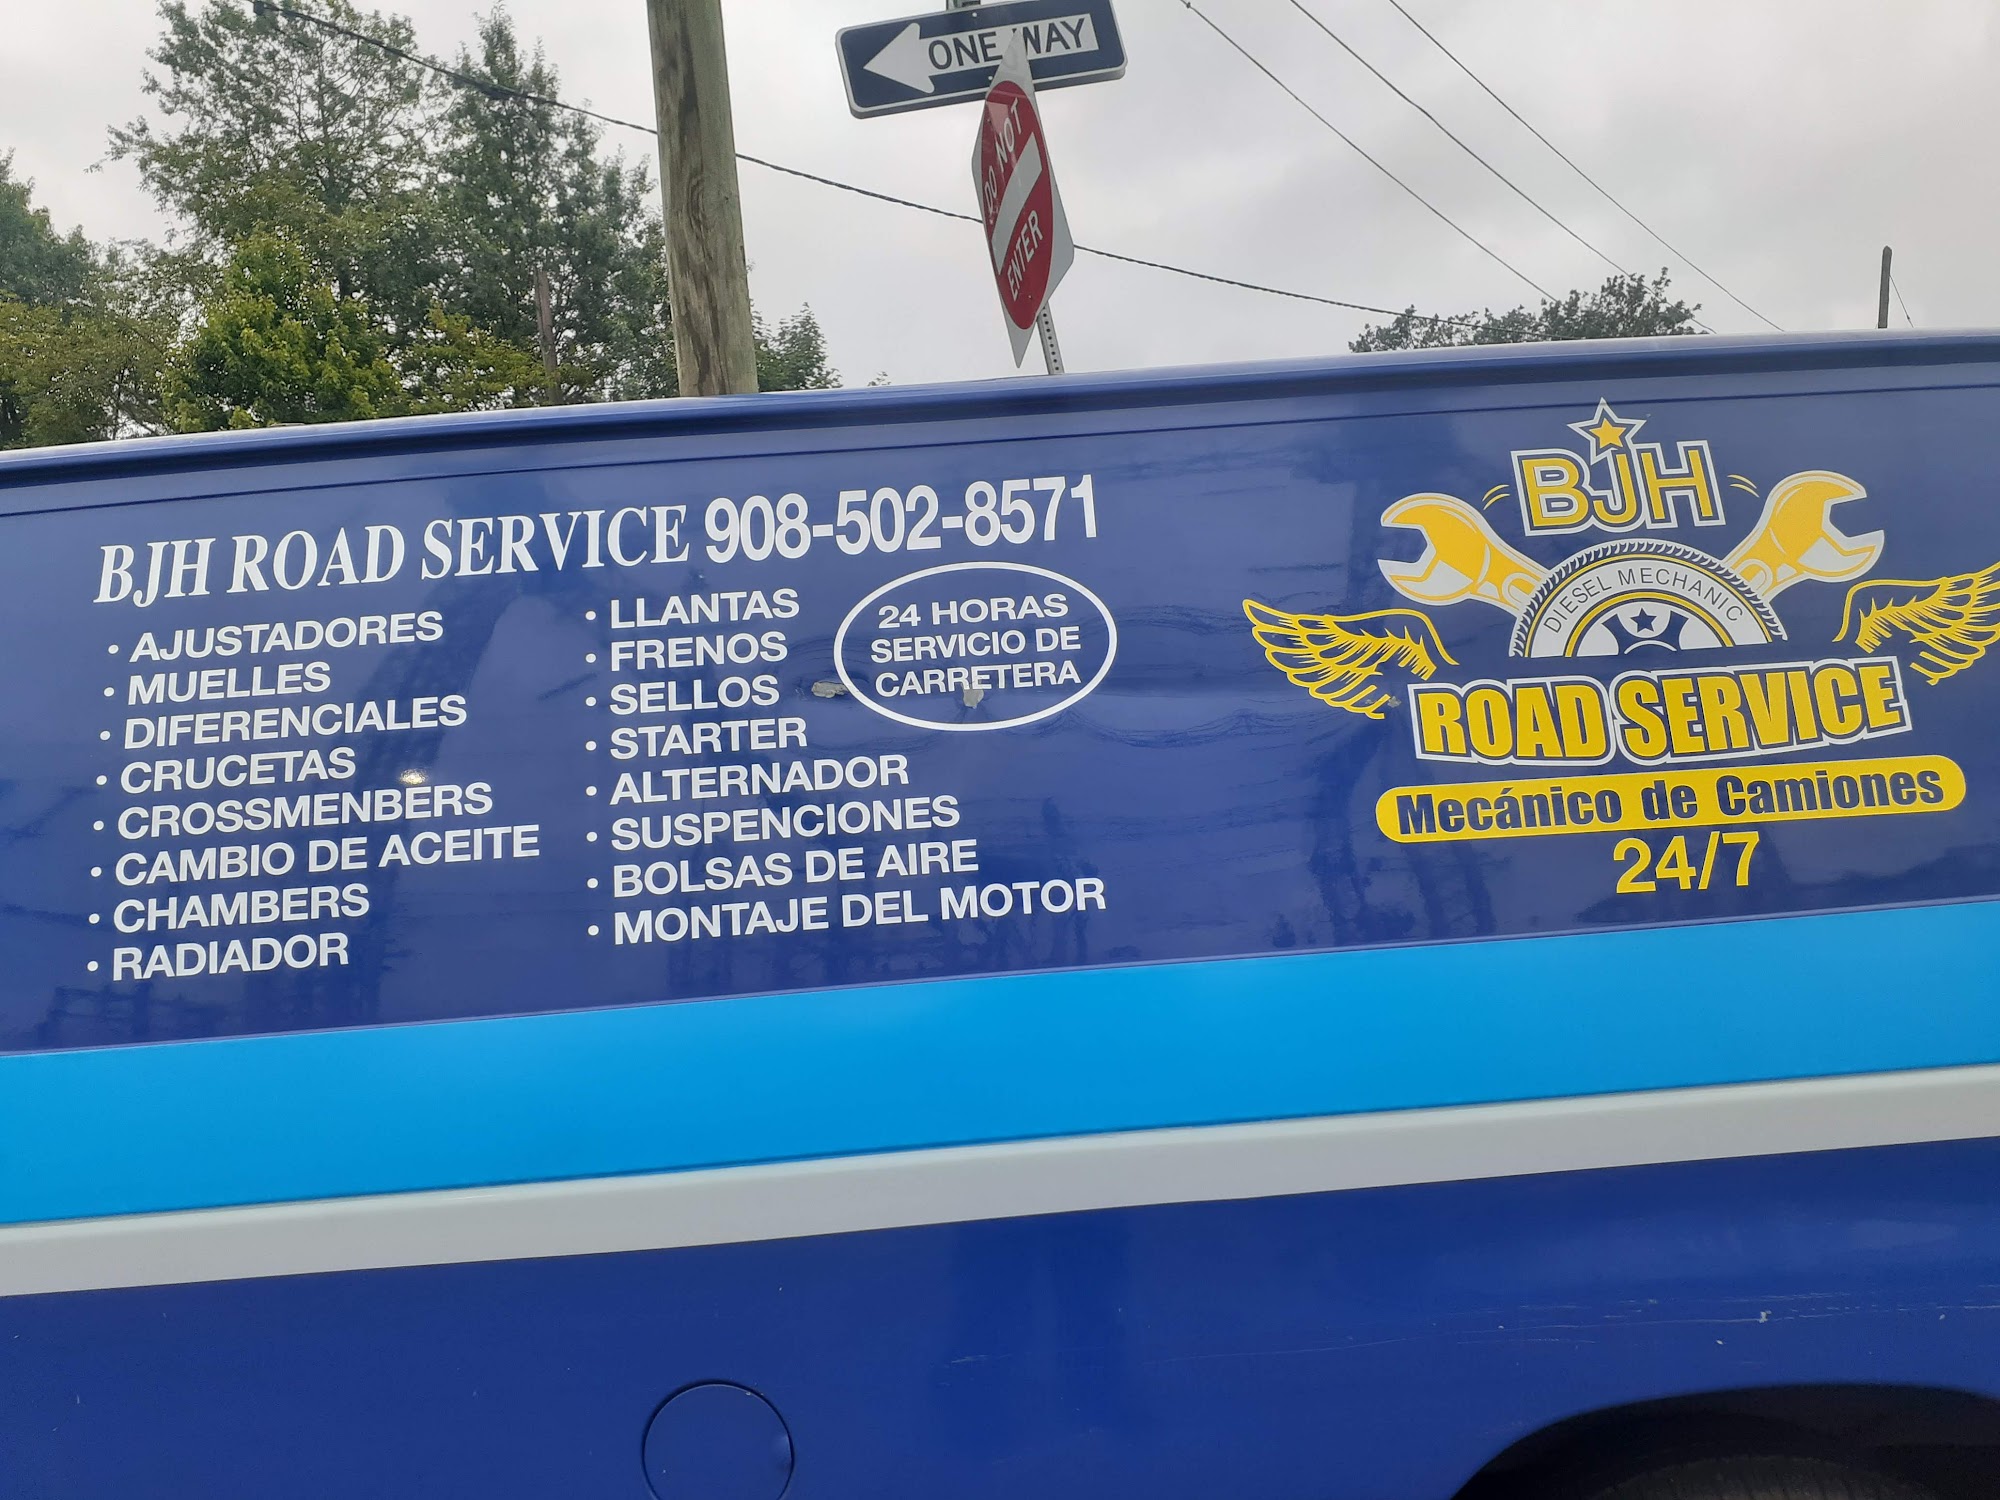 ONE WAY
DO NOT
ENTER
BJH ROAD SERVICE 908-502-8571
• AJUSTADORES
• MUELLES
• DIFERENCIALES
• CRUCETAS
• CROSSMENBERS
• CAMBIO DE ACEITE
• CHAMBERS
• RADIADOR
• LLANTAS
• FRENOS
• SELLOS
• STARTER
• ALTERNADOR
• SUSPENCIONES
• BOLSAS DE AIRE
• MONTAJE DEL MOTOR
24 HORAS
SERVICIO DE
CARRETERA
BJH
DIESEL MECHANIC
ROAD SERVICE
Mecánico de Camiones
24/7